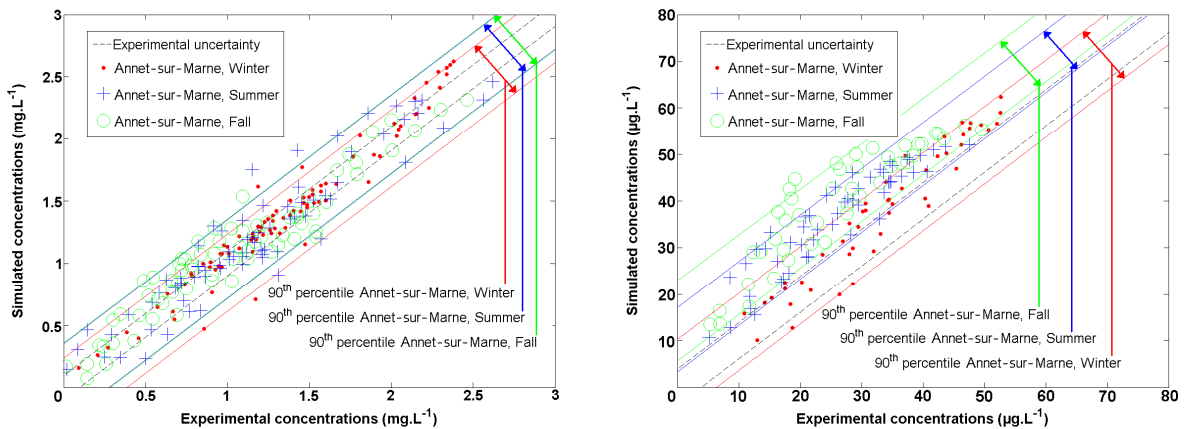 3
2.5
2
1.5
1
0.5
0
0.5
1
1.5
2
2.5
3
Simulated concentrations (mg.L-1)
Experimental concentrations (mg.L-1)
Experimental uncertainty
Annet-sur-Marne, Winter
Annet-sur-Marne, Summer
Annet-sur-Marne, Fall
90th percentile Annet-sur-Marne, Winter
90th percentile Annet-sur-Marne, Summer
90th percentile Annet-sur-Marne, Fall
80
70
60
50
40
30
20
10
0
10
20
30
40
50
60
70
80
Simulated concentrations (µg.L-1)
Experimental concentrations (µg.L-1)
Experimental uncertainty
Annet-sur-Marne, Winter
Annet-sur-Marne, Summer
Annet-sur-Marne, Fall
90th percentile Annet-sur-Marne, Fall
90th percentile Annet-sur-Marne, Summer
90th percentile Annet-sur-Marne, Winter